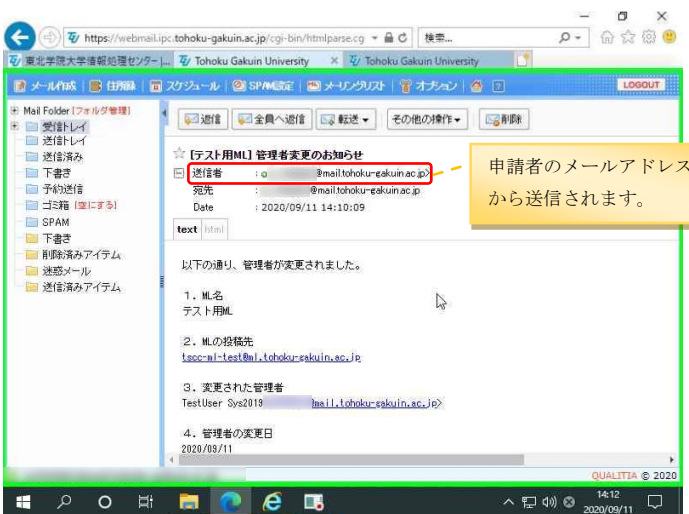 https://webmail.ipc.tohoku-gakuin.ac.jp/cgi-bin/htmlparse.cg
検索...
東北学院大学情報処理センター |...
Tohoku Gakuin University
Tohoku Gakuin University
メール作成
住所録
スケジュール
SPAM設定
メーリングリスト
オプション
LOGOUT
Mail Folder [フォルダ管理]
受信トレイ
送信トレイ
送信済み
下書き
予約送信
ゴミ箱 [空にする]
SPAM
下書き
削除済みアイテム
迷惑メール
送信済みアイテム
返信
全員へ返信
転送
その他の操作
削除
[テスト用ML] 管理者変更のお知らせ
送信者 : o @mail.tohoku-gakuin.ac.jp>
宛先 : @mail.tohoku-gakuin.ac.jp
Date : 2020/09/11 14:10:09
text html
申請者のメールアドレス
から送信されます。
以下の通り、管理者が変更されました。
1. ML名
テスト用ML
2. MLの投稿先
tscc-ml-test@ml.tohoku-gakuin.ac.jp
3. 変更された管理者
TestUser Sys2019 @mail.tohoku-gakuin.ac.jp>
4. 管理者の変更日
2020/09/11
QUALITIA © 2020
14:12
2020/09/11